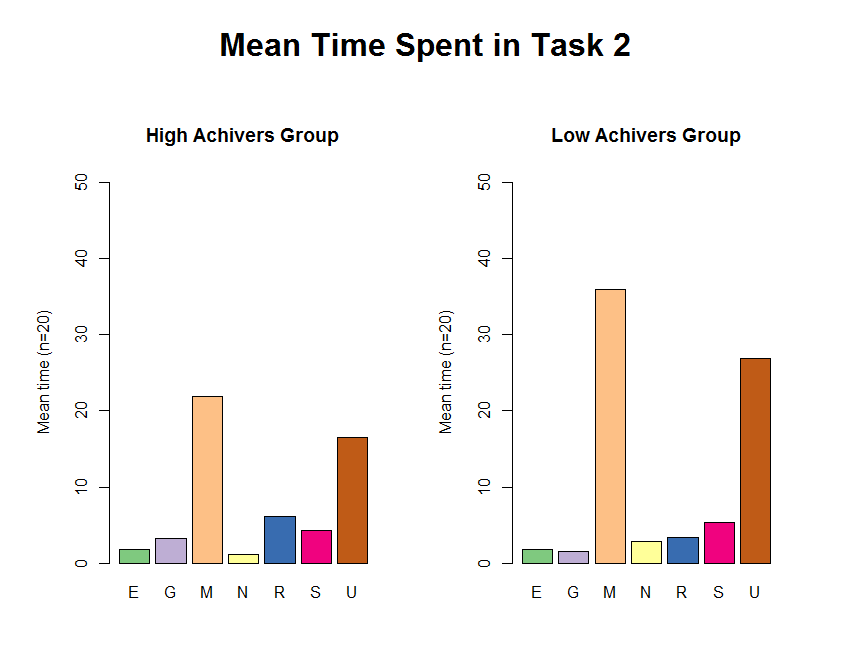 Mean Time Spent in Task 2
High Achivers Group
Mean time (n=20)
50
40
30
20
10
0
E G M N R S U
Low Achivers Group
Mean time (n=20)
50
40
30
20
10
0
E G M N R S U